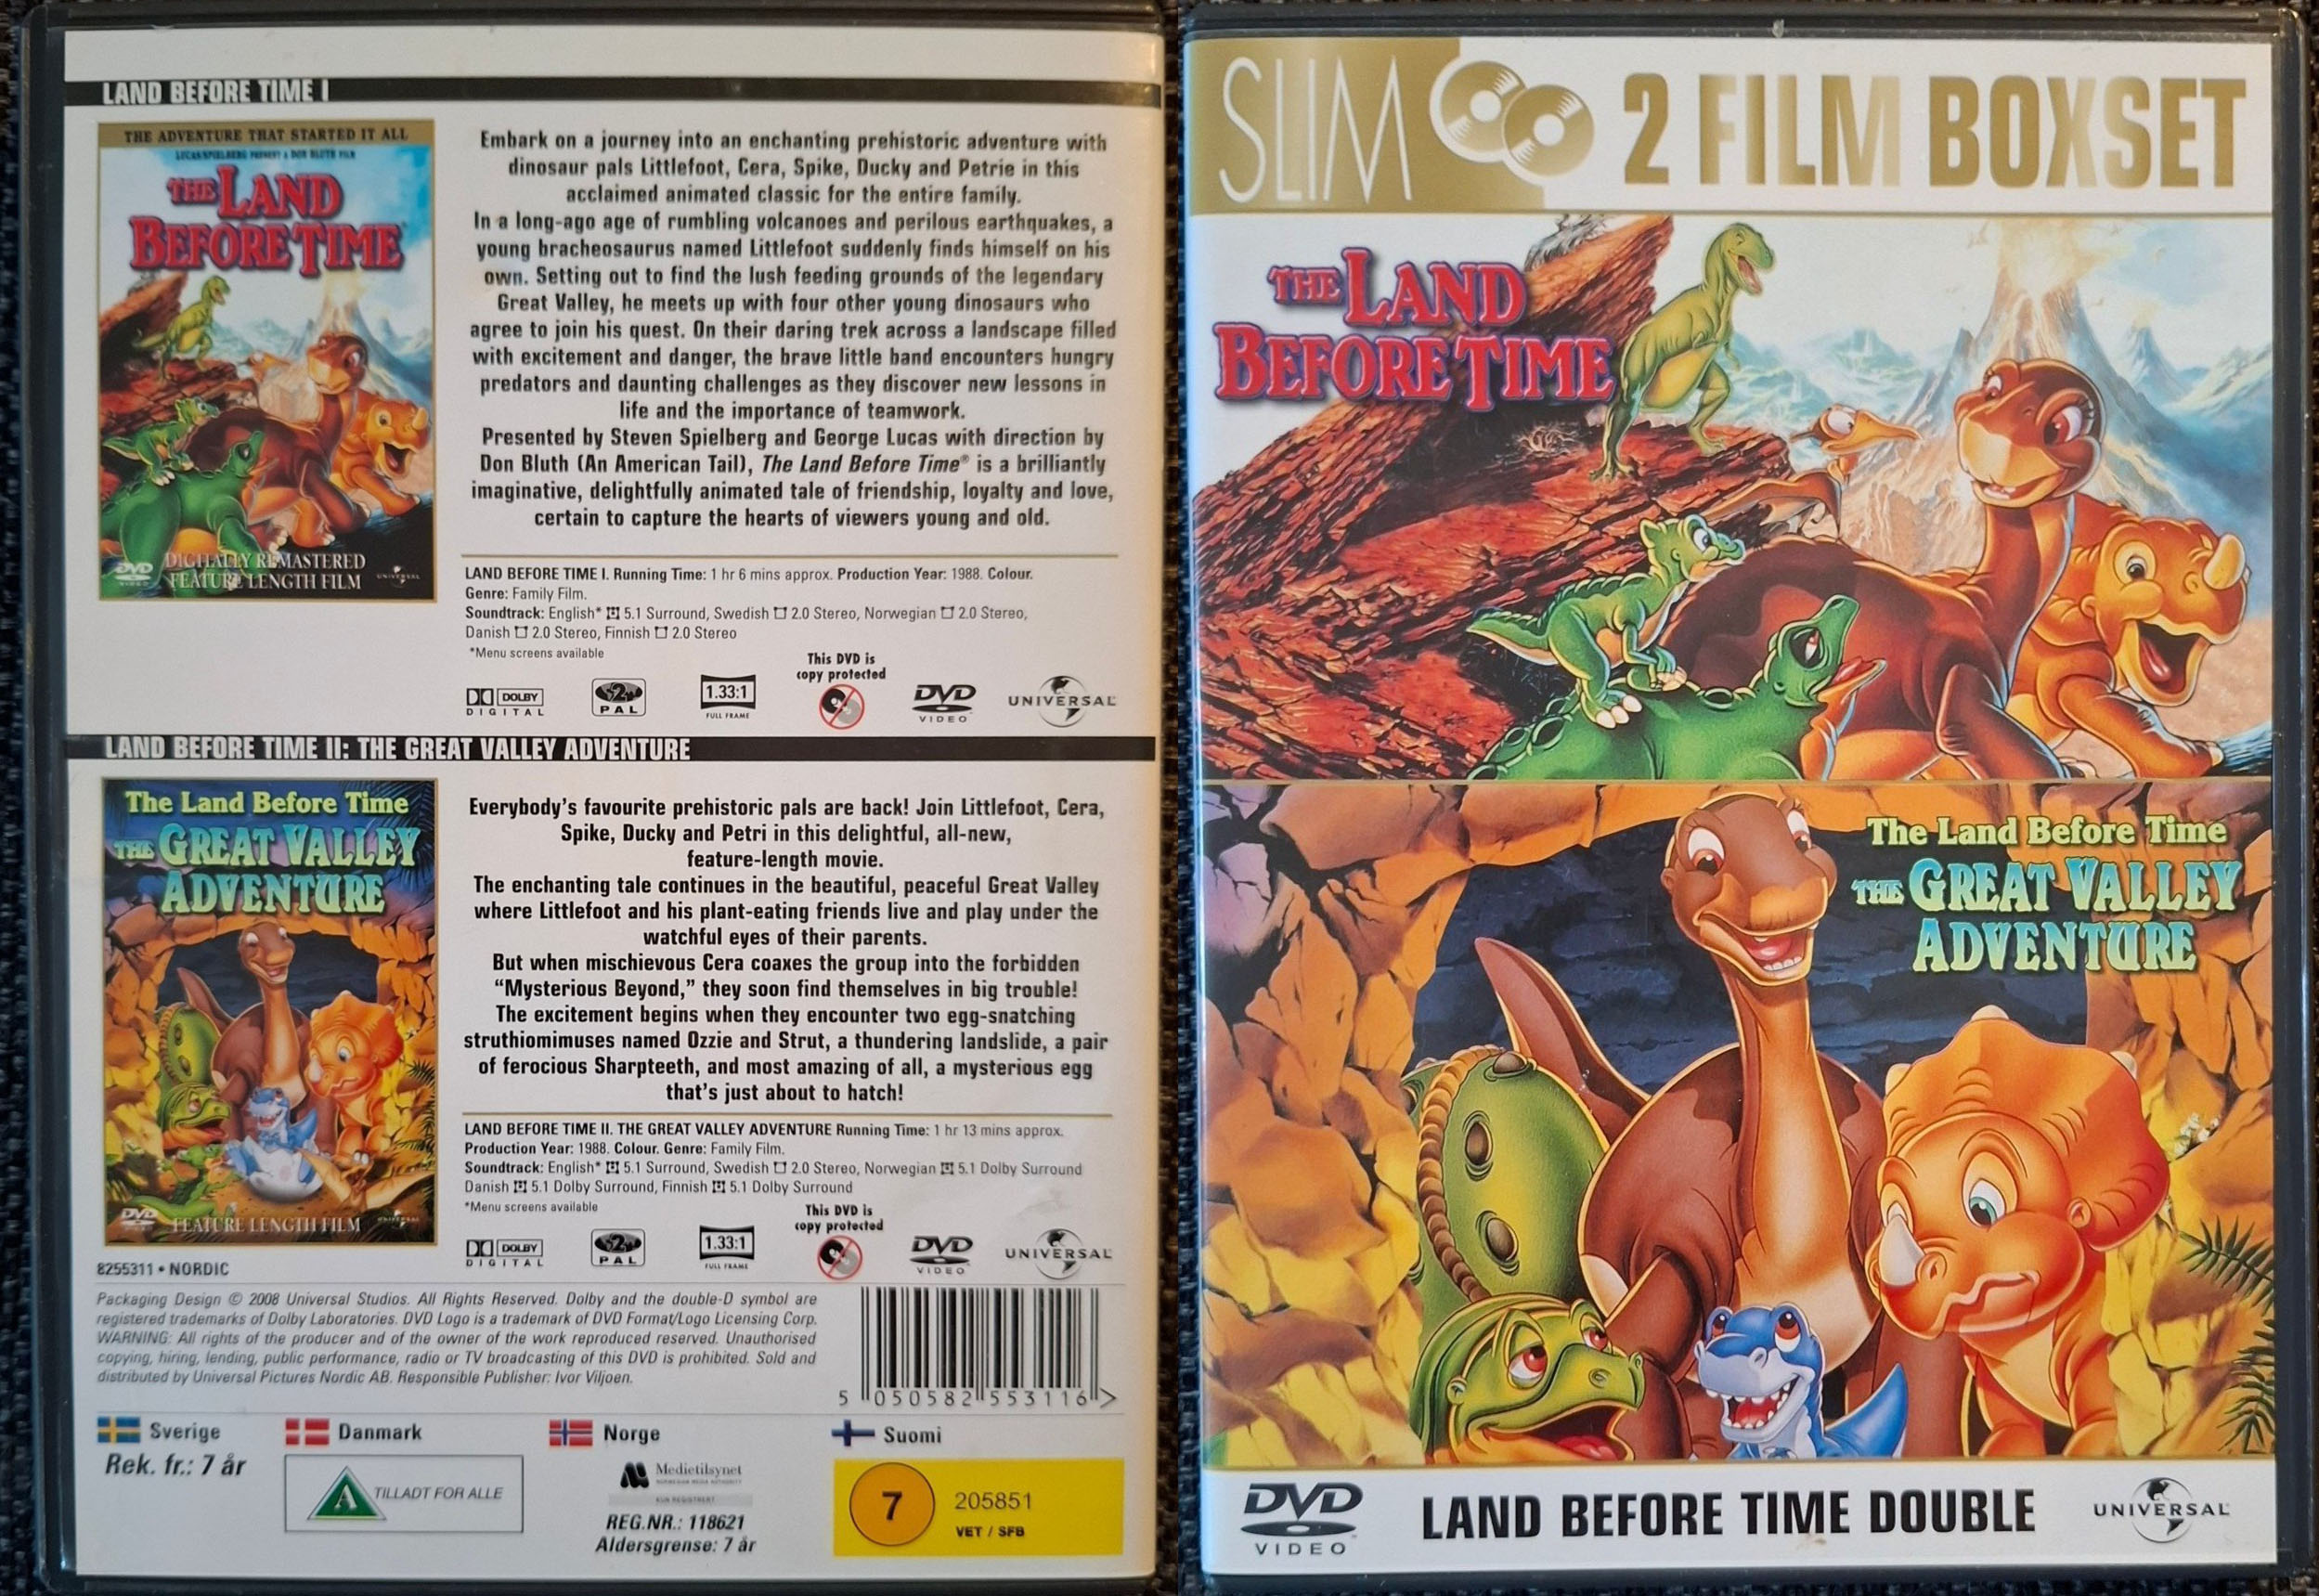 LAND BEFORE TIME I
THE ADVENTURE THAT STARTED IT ALL
LUCAS/SPIELBERG PRESENT A DON BLUTH FILM
THE LAND
BEFORE TIME
DIGITALLY REMASTERED
FEATURE LENGTH FILM
DVD
VIDEO
UNIVERSAL
Embark on a journey into an enchanting prehistoric adventure with
dinosaur pals Littlefoot, Cera, Spike, Ducky and Petrie in this
acclaimed animated classic for the entire family.
In a long-ago age of rumbling volcanoes and perilous earthquakes, a
young bracheosaurus named Littlefoot suddenly finds himself on his
own. Setting out to find the lush feeding grounds of the legendary
Great Valley, he meets up with four other young dinosaurs who
agree to join his quest. On their daring trek across a landscape filled
with excitement and danger, the brave little band encounters hungry
predators and daunting challenges as they discover new lessons in
life and the importance of teamwork.
Presented by Steven Spielberg and George Lucas with direction by
Don Bluth (An American Tail), The Land Before Time® is a brilliantly
imaginative, delightfully animated tale of friendship, loyalty and love,
certain to capture the hearts of viewers young and old.
LAND BEFORE TIME I. Running Time: 1 hr 6 mins approx. Production Year: 1988. Colour.
Genre: Family Film.
Soundtrack: English* 5.1 Surround, Swedish 2.0 Stereo, Norwegian 2.0 Stereo,
Danish 2.0 Stereo, Finnish 2.0 Stereo
*Menu screens available
DOLBY
DIGITAL
2
PAL
1.33:1
FULL FRAME
This DVD is
copy protected
DVD
VIDEO
UNIVERSAL
LAND BEFORE TIME II: THE GREAT VALLEY ADVENTURE
The Land Before Time
THE GREAT VALLEY
ADVENTURE
DVD
FEATURE LENGTH FILM
UNIVERSAL
Everybody's favourite prehistoric pals are back! Join Littlefoot, Cera,
Spike, Ducky and Petri in this delightful, all-new,
feature-length movie.
The enchanting tale continues in the beautiful, peaceful Great Valley
where Littlefoot and his plant-eating friends live and play under the
watchful eyes of their parents.
But when mischievous Cera coaxes the group into the forbidden
“Mysterious Beyond,” they soon find themselves in big trouble!
The excitement begins when they encounter two egg-snatching
struthiomimuses named Ozzie and Strut, a thundering landslide, a pair
of ferocious Sharpteeth, and most amazing of all, a mysterious egg
that's just about to hatch!
LAND BEFORE TIME II. THE GREAT VALLEY ADVENTURE Running Time: 1 hr 13 mins approx.
Production Year: 1988. Colour. Genre: Family Film.
Soundtrack: English* 5.1 Surround, Swedish 2.0 Stereo, Norwegian 5.1 Dolby Surround
Danish 5.1 Dolby Surround, Finnish 5.1 Dolby Surround
*Menu screens available
DOLBY
DIGITAL
2
PAL
1.33:1
FULL FRAME
This DVD is
copy protected
DVD
VIDEO
UNIVERSAL
8255311 • NORDIC
Packaging Design © 2008 Universal Studios. All Rights Reserved. Dolby and the double-D symbol are
registered trademarks of Dolby Laboratories. DVD Logo is a trademark of DVD Format/Logo Licensing Corp.
WARNING: All rights of the producer and of the owner of the work reproduced reserved. Unauthorised
copying, hiring, lending, public performance, radio or TV broadcasting of this DVD is prohibited. Sold and
distributed by Universal Pictures Nordic AB. Responsible Publisher: Ivor Viljoen.
5 050582 553116 >
Sverige
Rek. fr.: 7 år
Danmark
A TILLADT FOR ALLE
Norge
Medietilsynet
NORWEGIAN MEDIA AUTHORITY
KUN REGISTRERT
REG.NR.: 118621
Aldersgrense: 7 år
Suomi
7
205851
VET / SFB
SLIM 2 FILM BOXSET
THE LAND
BEFORE TIME
The Land Before Time
THE GREAT VALLEY
ADVENTURE
DVD
VIDEO
LAND BEFORE TIME DOUBLE
UNIVERSAL